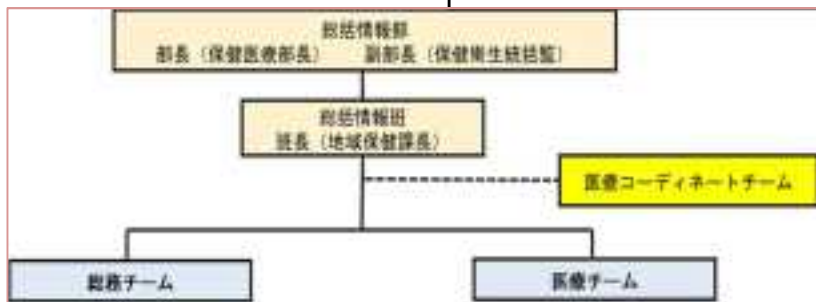 総括情報部
部長（保健医療部長） 副部長（保健衛生統括監）
総括情報班
班長（地域保健課長）
医療コーディネートチーム
総務チーム
医療チーム